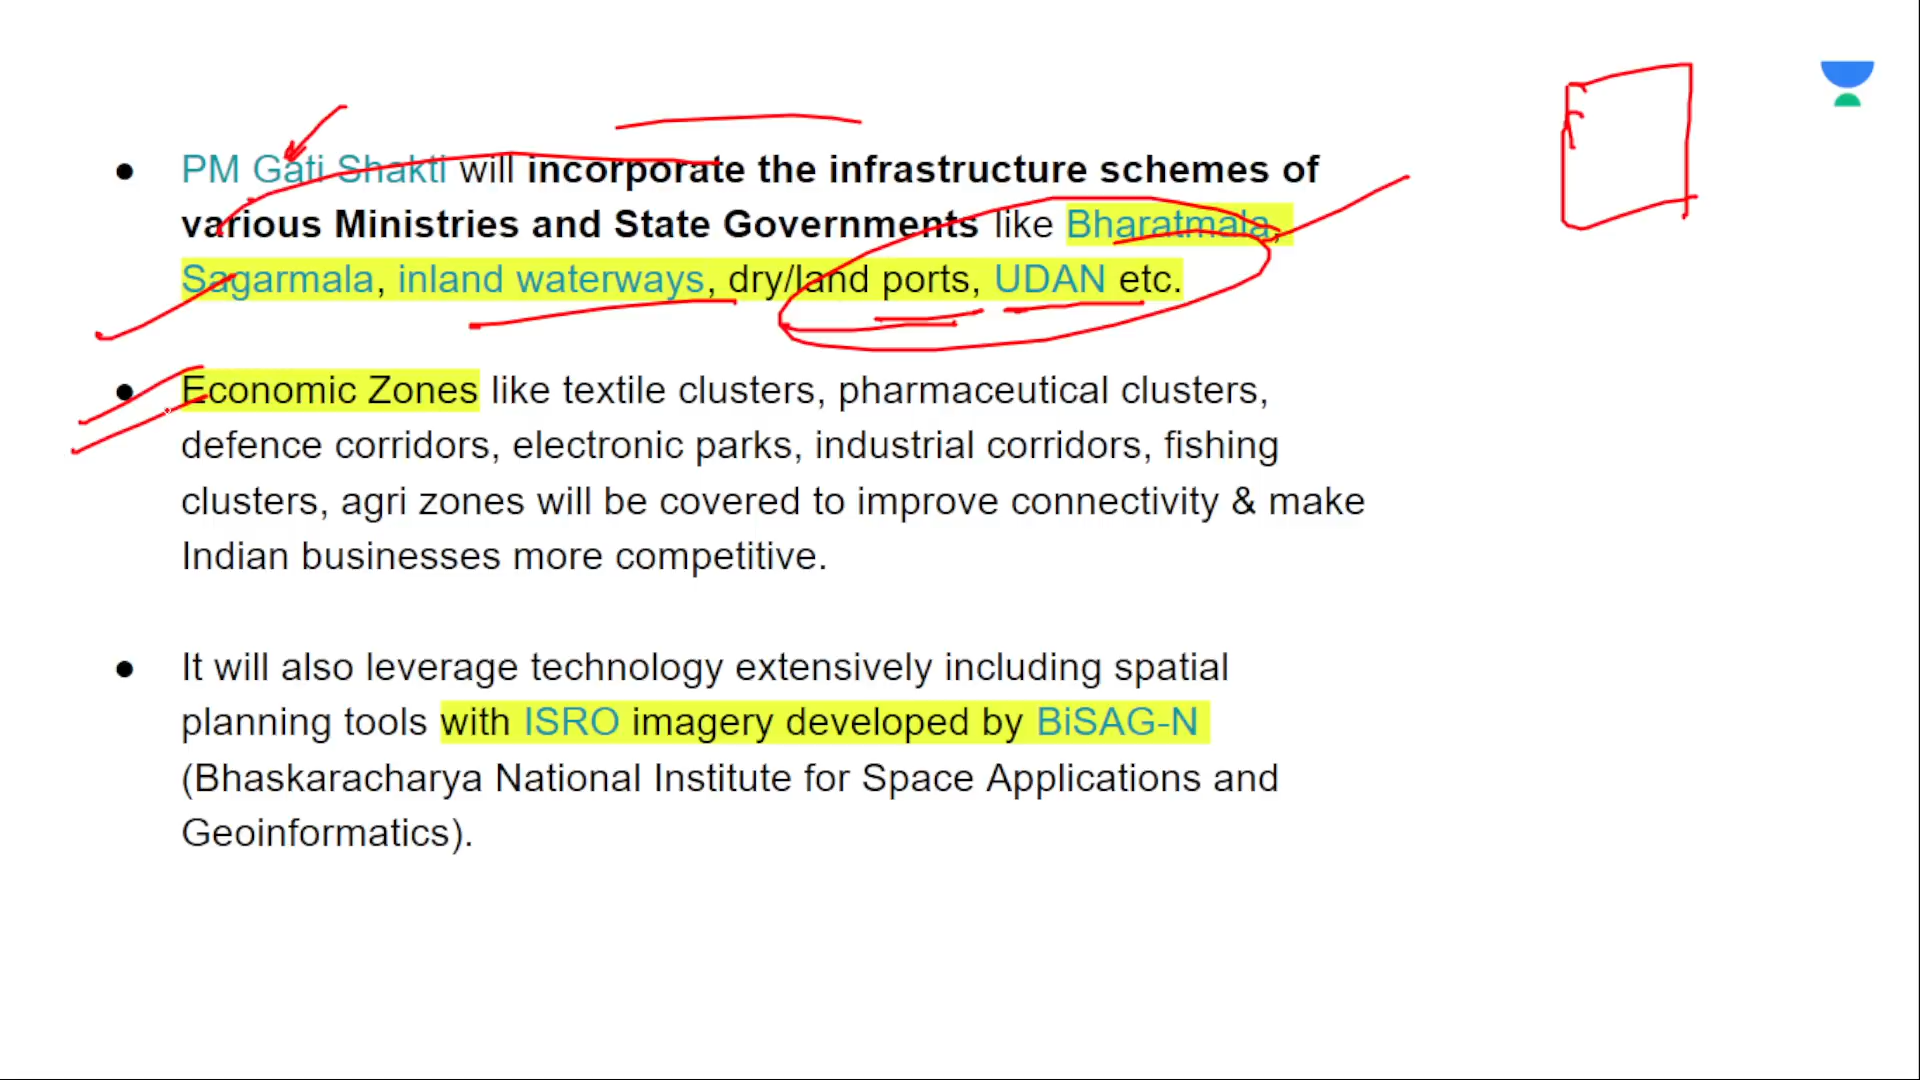 ● PM Gati Shakti will incorporate the infrastructure schemes of
various Ministries and State Governments like Bharatmala,
Sagarmala, inland waterways, dry/land ports, UDAN etc.
● Economic Zones like textile clusters, pharmaceutical clusters,
defence corridors, electronic parks, industrial corridors, fishing
clusters, agri zones will be covered to improve connectivity & make
Indian businesses more competitive.
● It will also leverage technology extensively including spatial
planning tools with ISRO imagery developed by BiSAG-N
(Bhaskaracharya National Institute for Space Applications and
Geoinformatics).